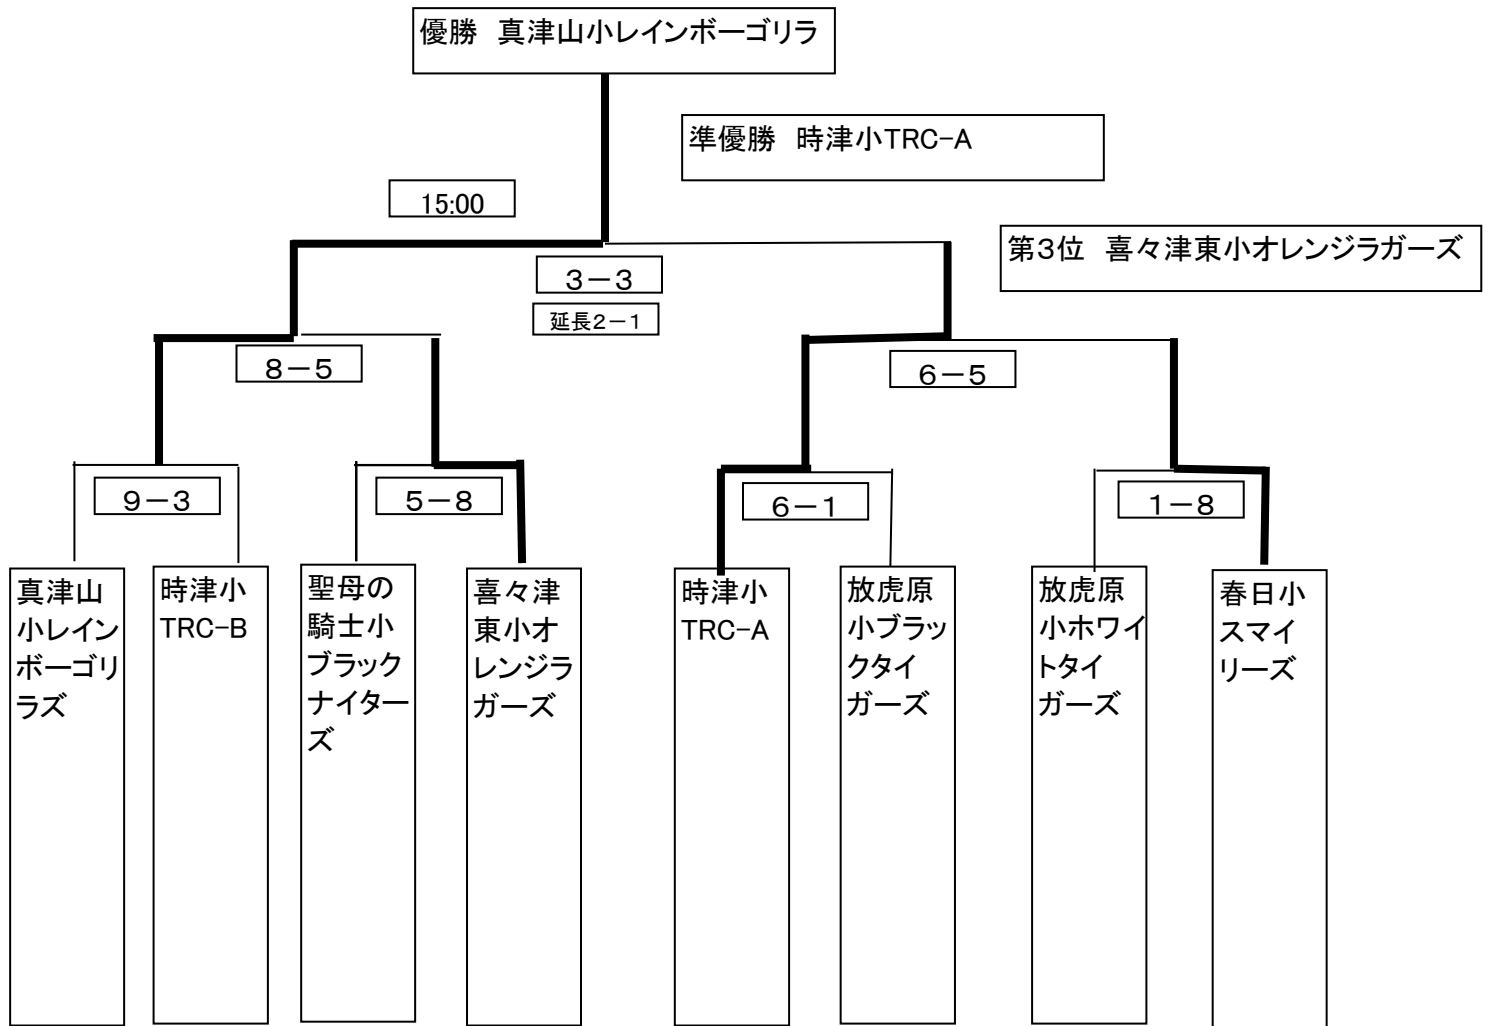 優勝　真津山小レインボーゴリラ
準優勝　時津小TRC-A
15:00
第3位　喜々津東小オレンジラガーズ
３－３
延長２－１
８－５
６－５
９－３
５－８
６－１
１－８
真津山
小レイン
ボーゴリ
ラズ
時津小
TRC-B
聖母の
騎士小
ブラック
ナイター
ズ
喜々津
東小オ
レンジラ
ガーズ
時津小
TRC-A
放虎原
小ブラッ
クタイ
ガーズ
放虎原
小ホワイ
トタイ
ガーズ
春日小
スマイ
リーズ